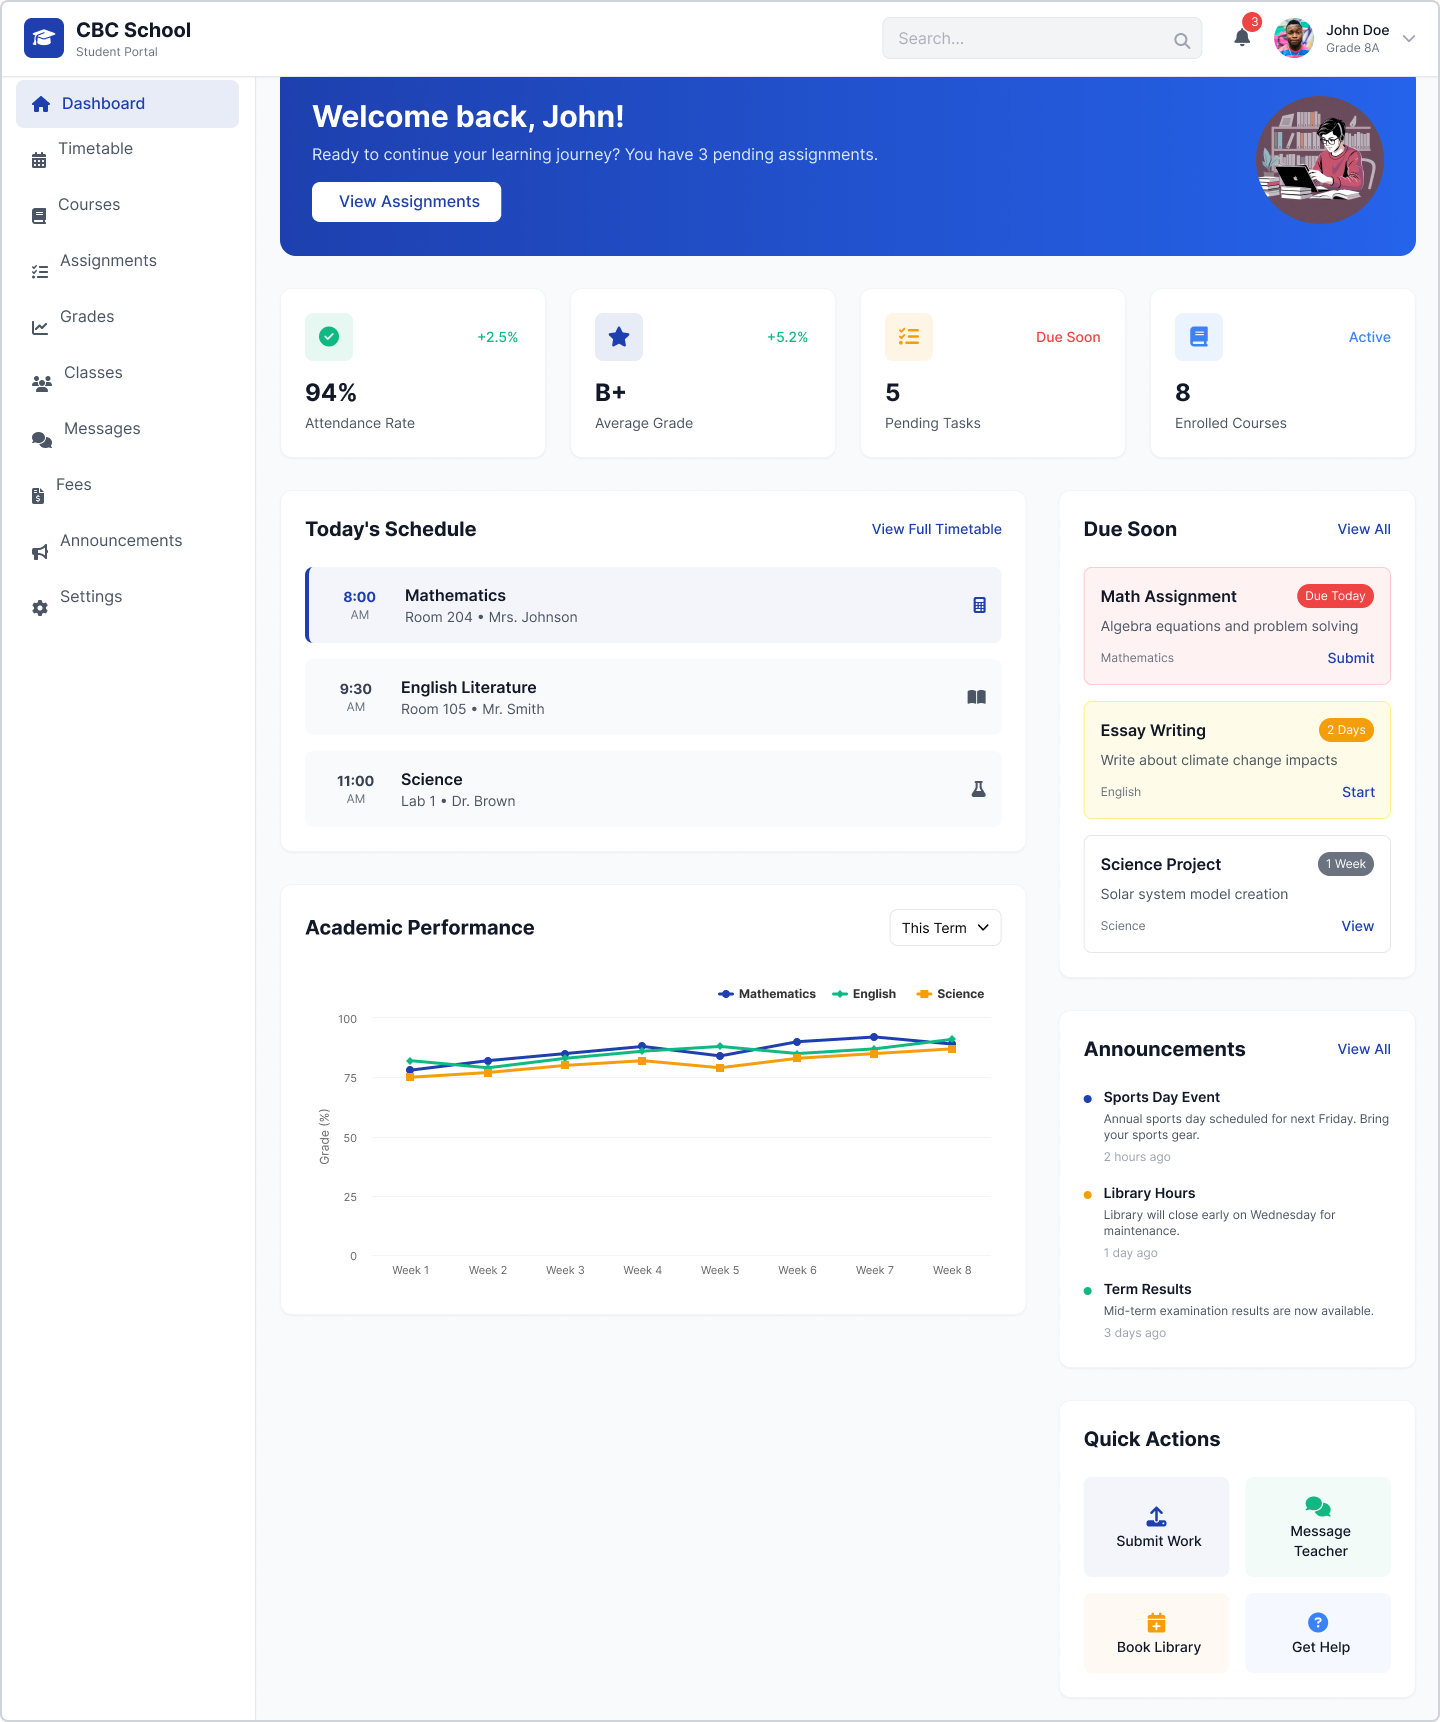 CBC School
Student Portal
Search...
3
John Doe
Grade 8A
Dashboard
Timetable
Courses
Assignments
Grades
Classes
Messages
Fees
Announcements
Settings
Welcome back, John!
Ready to continue your learning journey? You have 3 pending assignments.
View Assignments
+2.5%
94%
Attendance Rate
+5.2%
B+
Average Grade
Due Soon
5
Pending Tasks
Active
8
Enrolled Courses
Today's Schedule
View Full Timetable
8:00
AM
Mathematics
Room 204 • Mrs. Johnson
9:30
AM
English Literature
Room 105 • Mr. Smith
11:00
AM
Science
Lab 1 • Dr. Brown
Academic Performance
This Term
Mathematics
English
Science
Grade (%)
100
75
50
25
0
Week 1
Week 2
Week 3
Week 4
Week 5
Week 6
Week 7
Week 8
Due Soon
View All
Math Assignment
Due Today
Algebra equations and problem solving
Mathematics
Submit
Essay Writing
2 Days
Write about climate change impacts
English
Start
Science Project
1 Week
Solar system model creation
Science
View
Announcements
View All
Sports Day Event
Annual sports day scheduled for next Friday. Bring
your sports gear.
2 hours ago
Library Hours
Library will close early on Wednesday for
maintenance.
1 day ago
Term Results
Mid-term examination results are now available.
3 days ago
Quick Actions
Submit Work
Message
Teacher
Book Library
Get Help